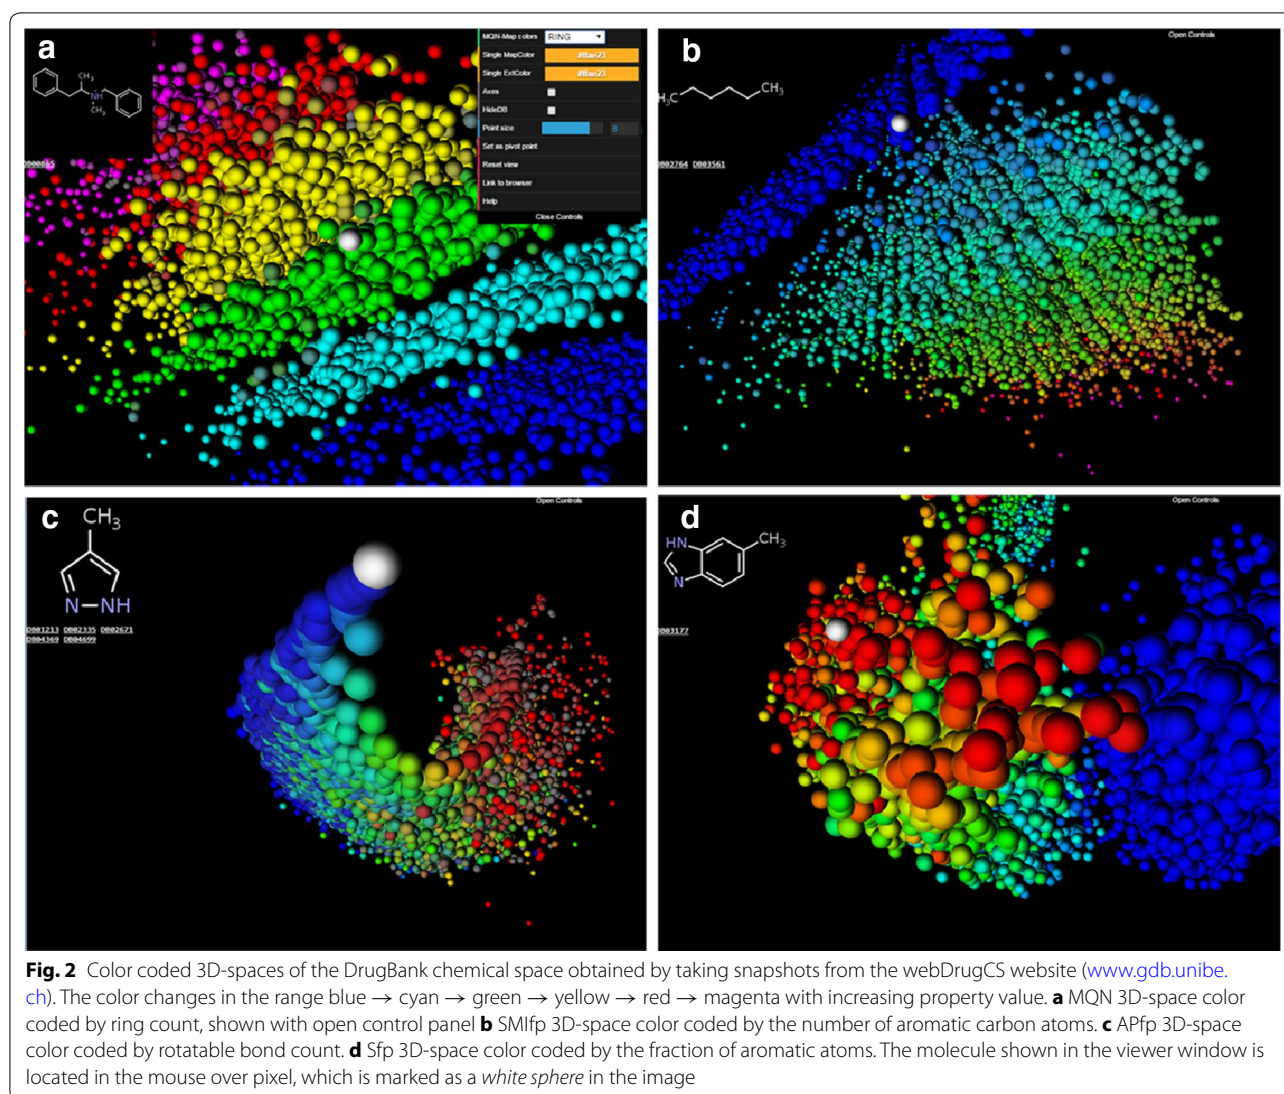 a
MQN-Map colors RING
Single MapColor #ffae23
Single ExtColor #ffae23
Axes
HideDB
Point size 8
Set as pivot point
Reset view
Link to browser
Help
Close Controls
CH₃
NH
CH₃
DB00865
b
Open Controls
H₃C CH₃
DB02764 DB03561
c
Open Controls
CH₃
N NH
DB01213 DB02335 DB02671
DB04369 DB04699
d
Open Controls
HN CH₃
N
DB03177
Fig. 2 Color coded 3D-spaces of the DrugBank chemical space obtained by taking snapshots from the webDrugCS website (www.gdb.unibe.
ch). The color changes in the range blue → cyan → green → yellow → red → magenta with increasing property value. a MQN 3D-space color
coded by ring count, shown with open control panel b SMIfp 3D-space color coded by the number of aromatic carbon atoms. c APfp 3D-space
color coded by rotatable bond count. d Sfp 3D-space color coded by the fraction of aromatic atoms. The molecule shown in the viewer window is
located in the mouse over pixel, which is marked as a white sphere in the image